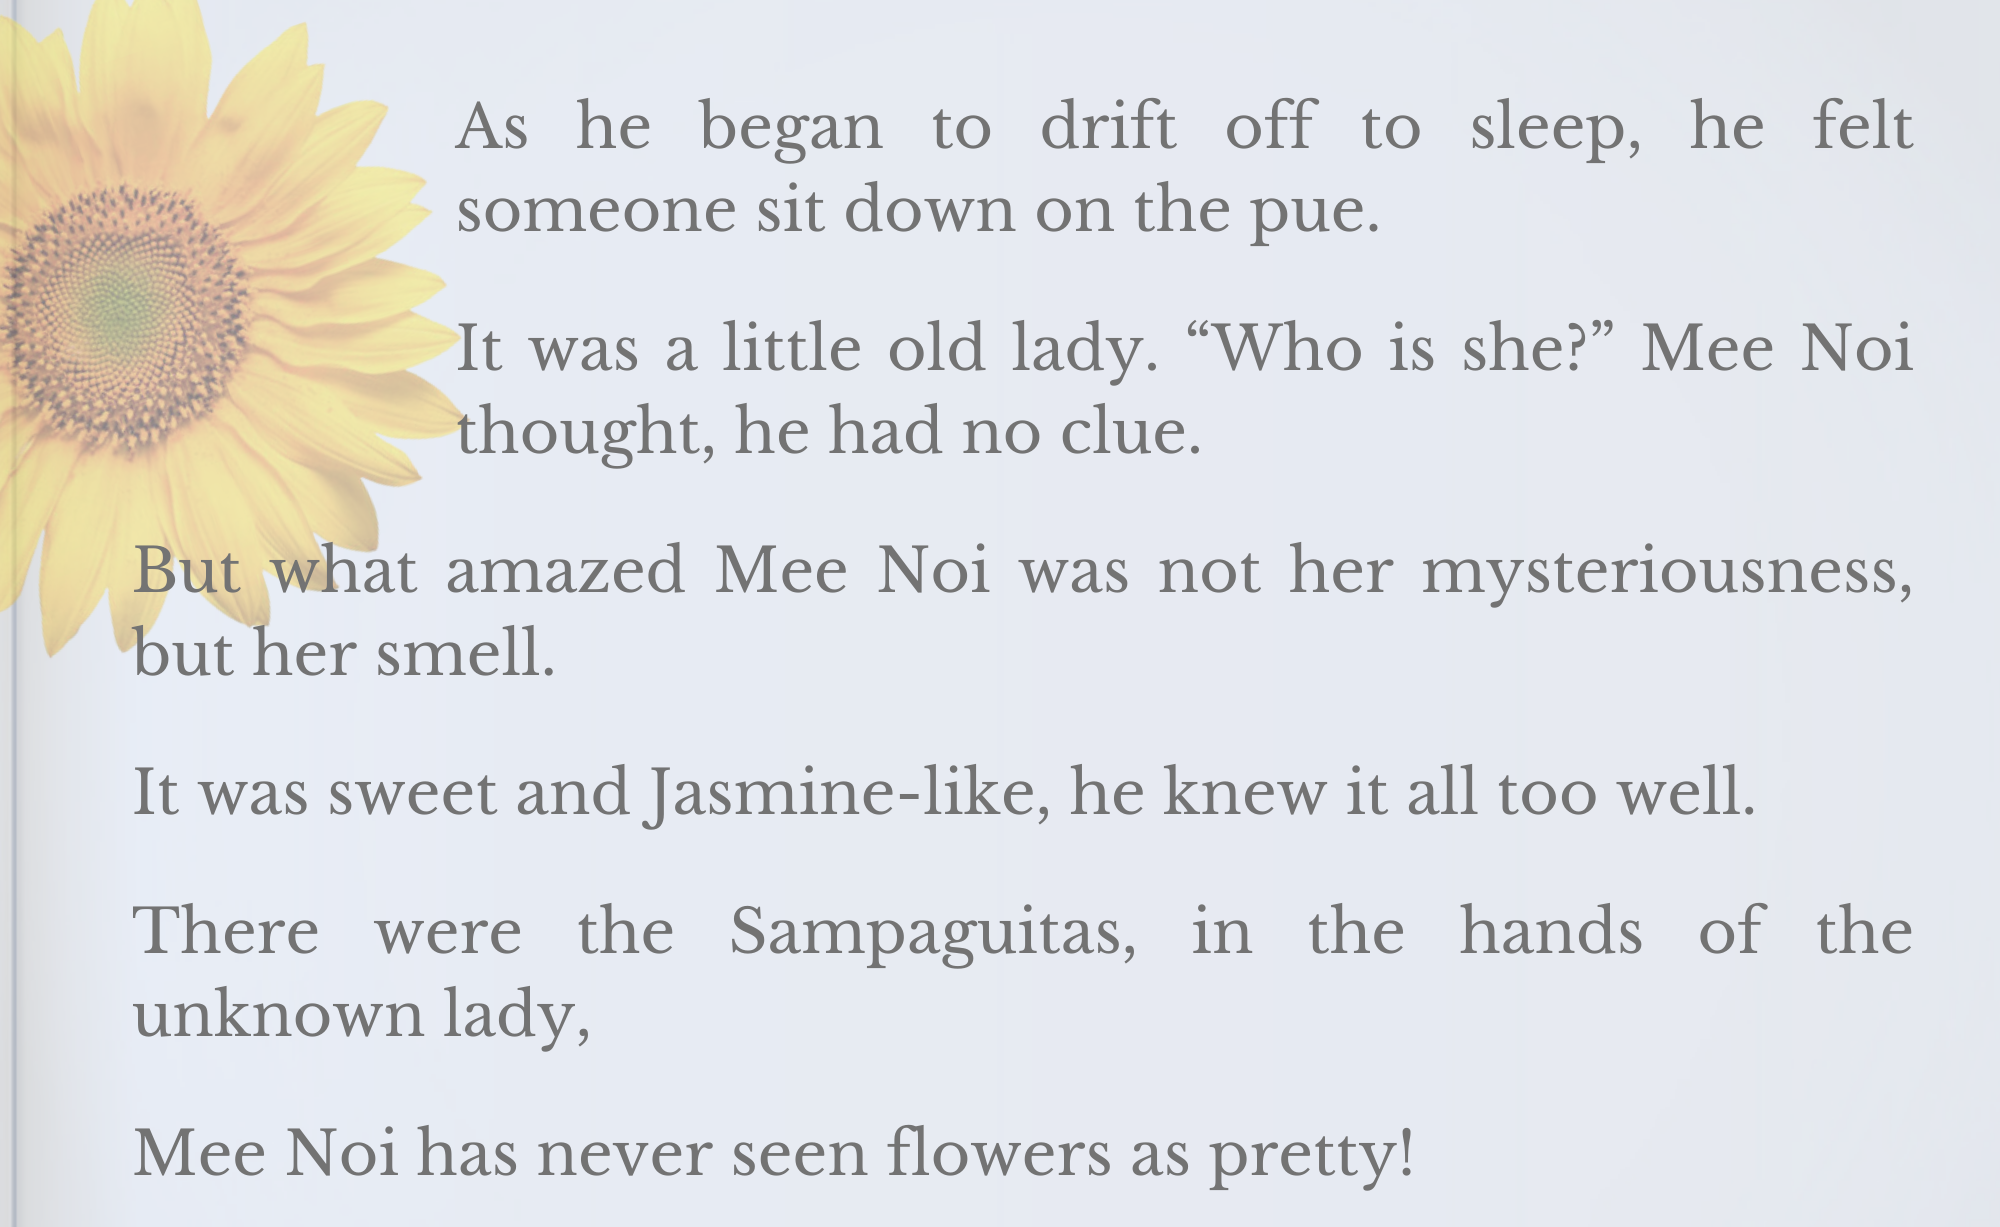 As he began to drift off to sleep, he felt
someone sit down on the pue.
It was a little old lady. “Who is she?” Mee Noi
thought, he had no clue.
But what amazed Mee Noi was not her mysteriousness,
but her smell.
It was sweet and Jasmine-like, he knew it all too well.
There were the Sampaguitas, in the hands of the
unknown lady,
Mee Noi has never seen flowers as pretty!